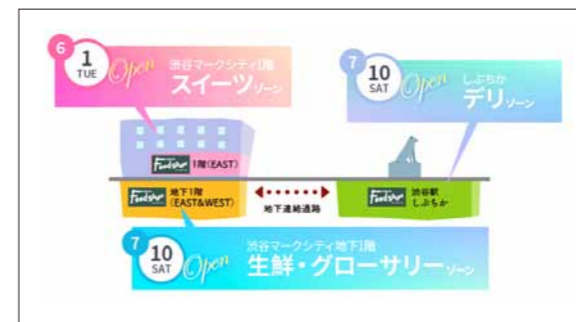 6
1
TUE
Open
渋谷マークシティ1階
スイーツゾーン
7
10
SAT
Open
しぶちか
デリゾーン
1階(EAST)
地下1階
(EAST&WEST)
地下連絡通路
渋谷駅
しぶちか
7
10
SAT
Open
渋谷マークシティ地下1階
生鮮・グローサリーゾーン